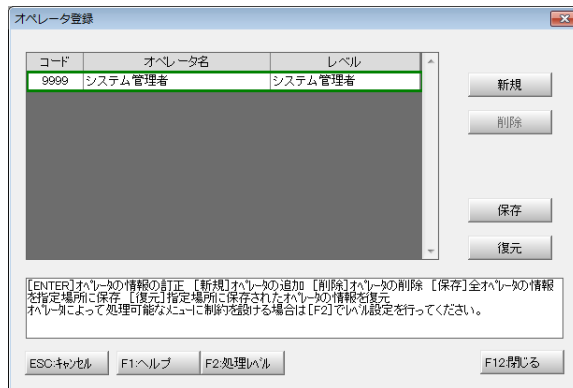 オペレータ登録
コード オペレータ名 レベル
9999 システム管理者 システム管理者
新規
削除
保存
復元
[ENTER]ｵﾍﾟﾚｰﾀの情報の訂正 [新規]ｵﾍﾟﾚｰﾀの追加 [削除]ｵﾍﾟﾚｰﾀの削除 [保存]全ｵﾍﾟﾚｰﾀの情報
を指定場所に保存 [復元]指定場所に保存されたｵﾍﾟﾚｰﾀの情報を復元
ｵﾍﾟﾚｰﾀによって処理可能なﾒﾆｭｰに制約を設ける場合は[F2]でﾚﾍﾞﾙ設定を行ってください。
ESC:ｷｬﾝｾﾙ F1:ヘルプ F2:処理ﾚﾍﾞﾙ F12:閉じる